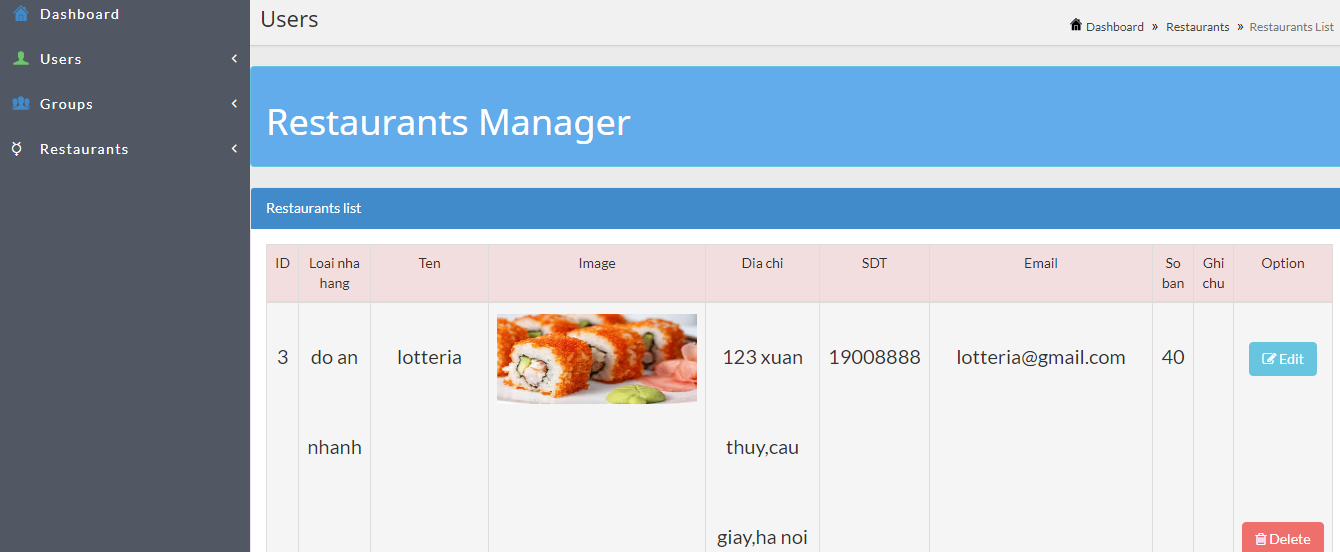 Dashboard
Users
Groups
Restaurants
Users
Dashboard » Restaurants » Restaurants List
Restaurants Manager
Restaurants list
ID Loai nha Ten Image Dia chi SDT Email So Ghi Option
hang ban chu
3 do an lotteria 123 xuan 19008888 lotteria@gmail.com 40 Edit
nhanh thuy,cau
giay,ha noi Delete